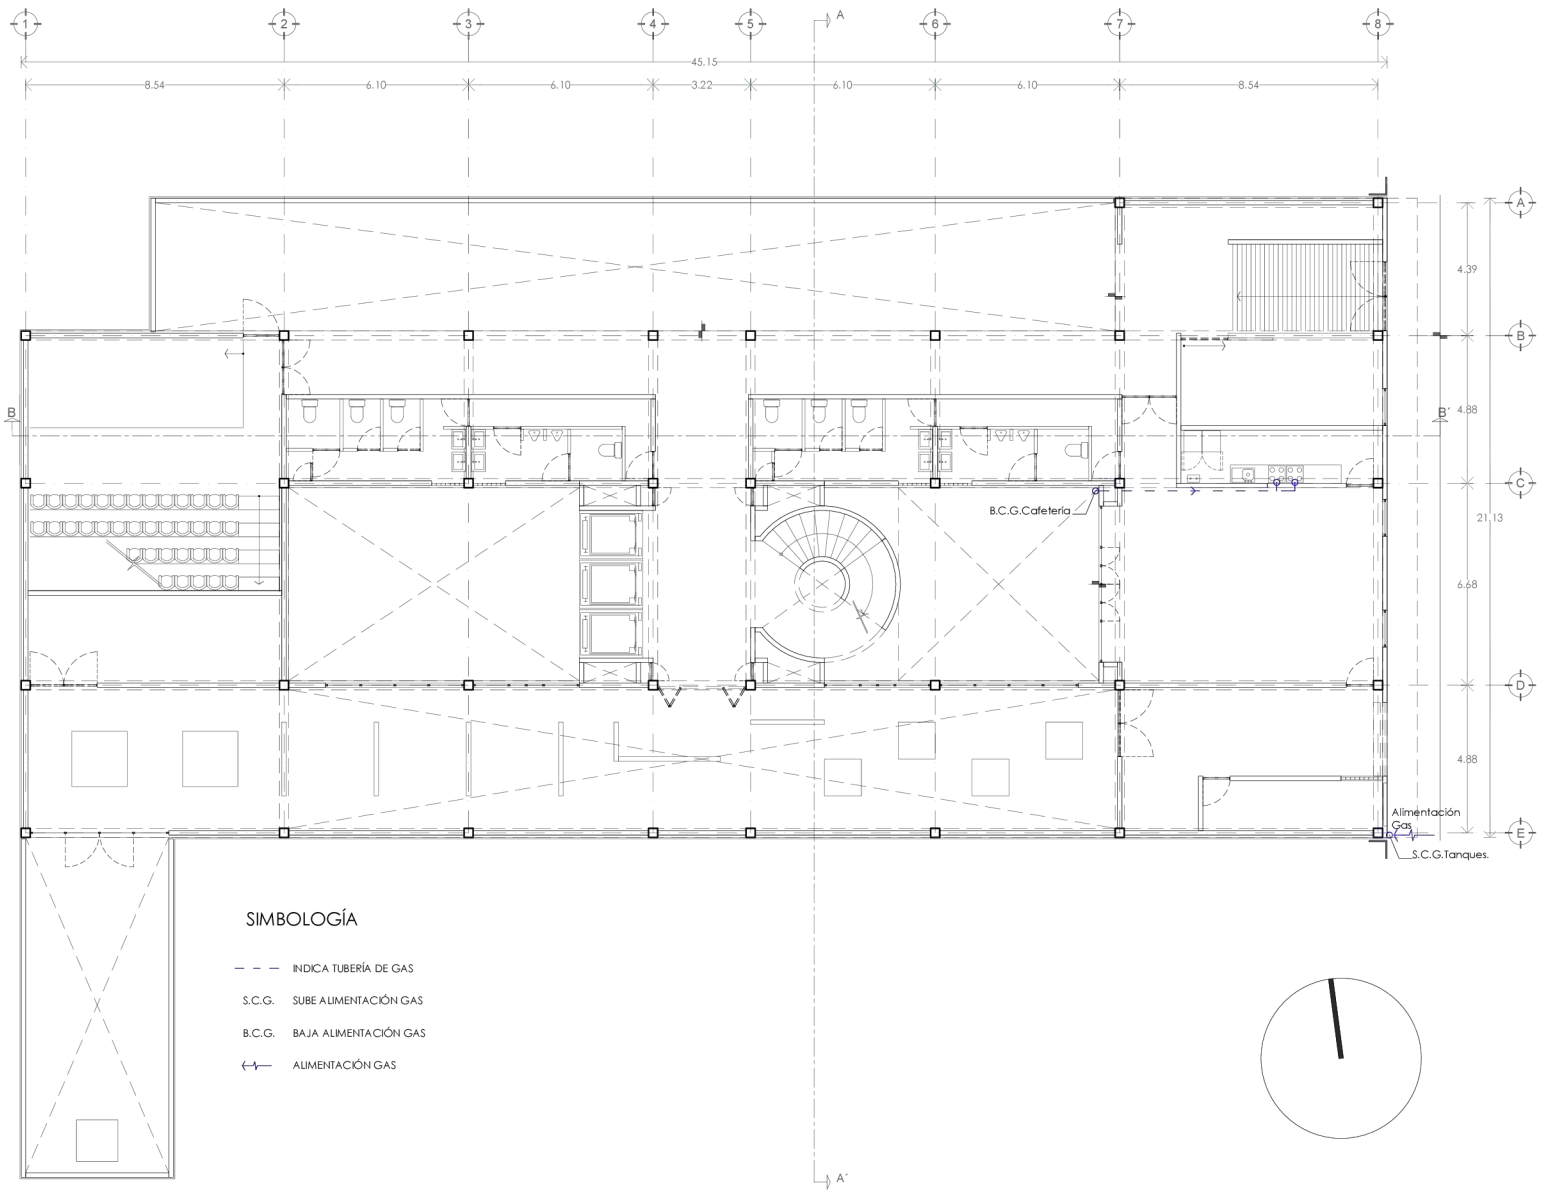 1 2 3 4 5 6 7 8
A
45.15
8.54 6.10 6.10 3.22 6.10 6.10 8.54
A
4.39
B
B B´ 4.88
C
B.C.G.Cafetería
21.13
6.68
D
4.88
Alimentación
Gas
E
S.C.G.Tanques.
SIMBOLOGÍA
INDICA TUBERÍA DE GAS
S.C.G. SUBE ALIMENTACIÓN GAS
B.C.G. BAJA ALIMENTACIÓN GAS
ALIMENTACIÓN GAS
A´